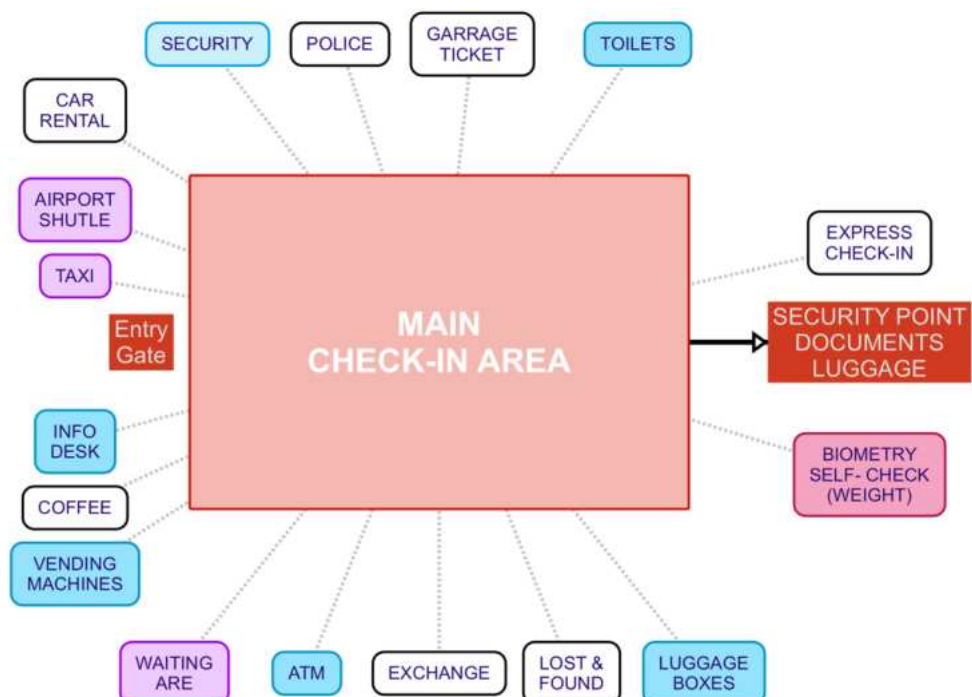 SECURITY
POLICE
GARRAGE
TICKET
TOILETS
CAR
RENTAL
AIRPORT
SHUTLE
TAXI
Entry
Gate
MAIN
CHECK-IN AREA
EXPRESS
CHECK-IN
SECURITY POINT
DOCUMENTS
LUGGAGE
INFO
DESK
COFFEE
VENDING
MACHINES
BIOMETRY
SELF- CHECK
(WEIGHT)
WAITING
ARE
ATM
EXCHANGE
LOST &
FOUND
LUGGAGE
BOXES